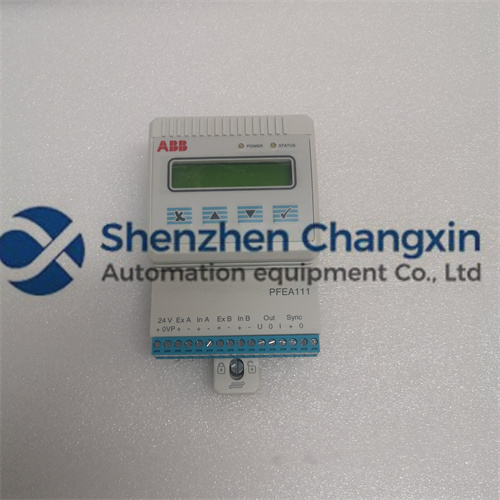 ABB
POWER STATUS
Shenzhen Changxin
Automation equipment Co., Ltd
PFEA111
24 V Ex A In A Ex B In B Out Sync
+ 0VP + - + - + - + - U 0 I + 0